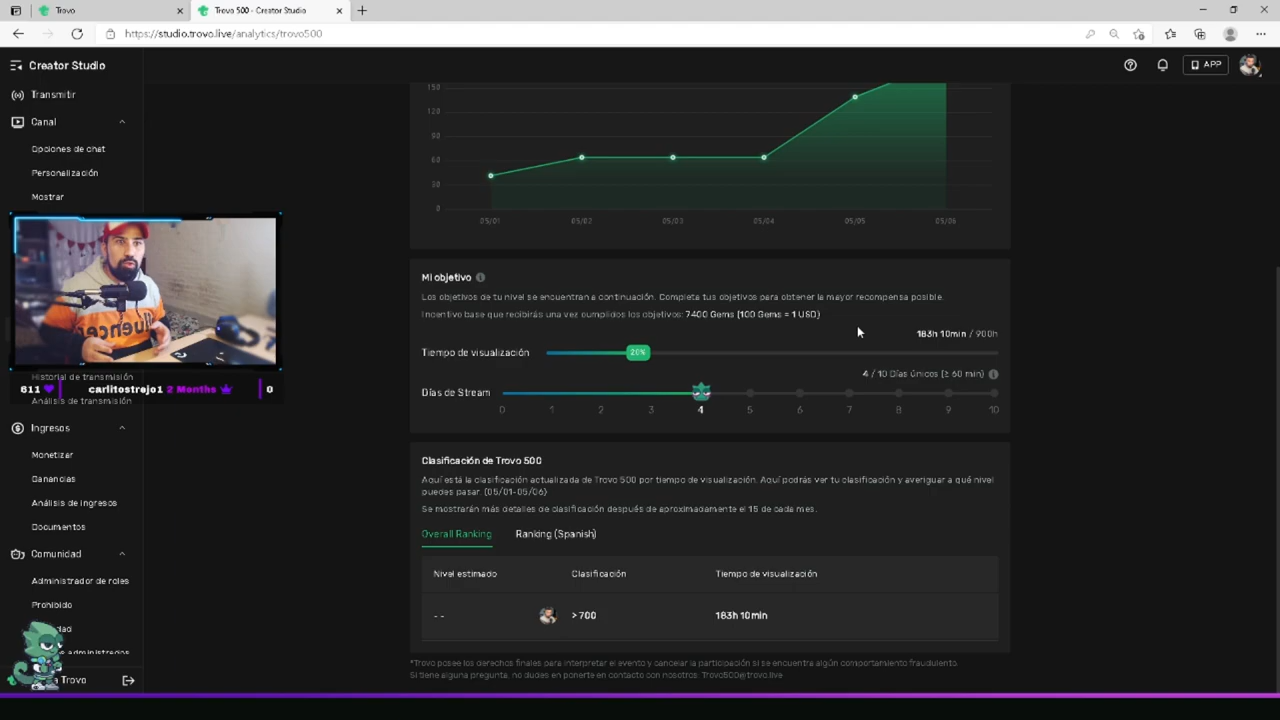 Trovo
Trovo 500 - Creator Studio
https://studio.trovo.live/analytics/trovo500
Creator Studio
APP
Transmitir
Canal
Opciones de chat
Personalización
Mostrar
Historial de transmisión
611
carlitostrejo1 2 Months
0
Análisis de transmisión
Ingresos
Monetizar
Ganancias
Análisis de ingresos
Documentos
Comunidad
Administrador de roles
Prohibido
Trovo
150
120
90
60
30
0
05/01
05/02
05/03
05/04
05/05
05/06
Mi objetivo
Los objetivos de tu nivel se encuentran a continuación. Completa tus objetivos para obtener la mayor recompensa posible.
Incentivo base que recibirás una vez cumplidos los objetivos: 7400 Gems (100 Gems = 1 USD)
183h 10min / 900h
Tiempo de visualización
20%
4 / 10 Días únicos (≥ 60 min)
Días de Stream
0 1 2 3 4 5 6 7 8 9 10
Clasificación de Trovo 500
Aquí está la clasificación actualizada de Trovo 500 por tiempo de visualización. Aquí podrás ver tu clasificación y averiguar a qué nivel
puedes pasar. (05/01-05/06)
Se mostrarán más detalles de clasificación después de aproximadamente el 15 de cada mes.
Overall Ranking
Ranking (Spanish)
Nivel estimado
Clasificación
Tiempo de visualización
- -
> 700
183h 10min
*Trovo posee los derechos finales para interpretar el evento y cancelar la participación si se encuentra algún comportamiento fraudulento.
Si tiene alguna pregunta, no dudes en ponerte en contacto con nosotros: Trovo500@trovo.live